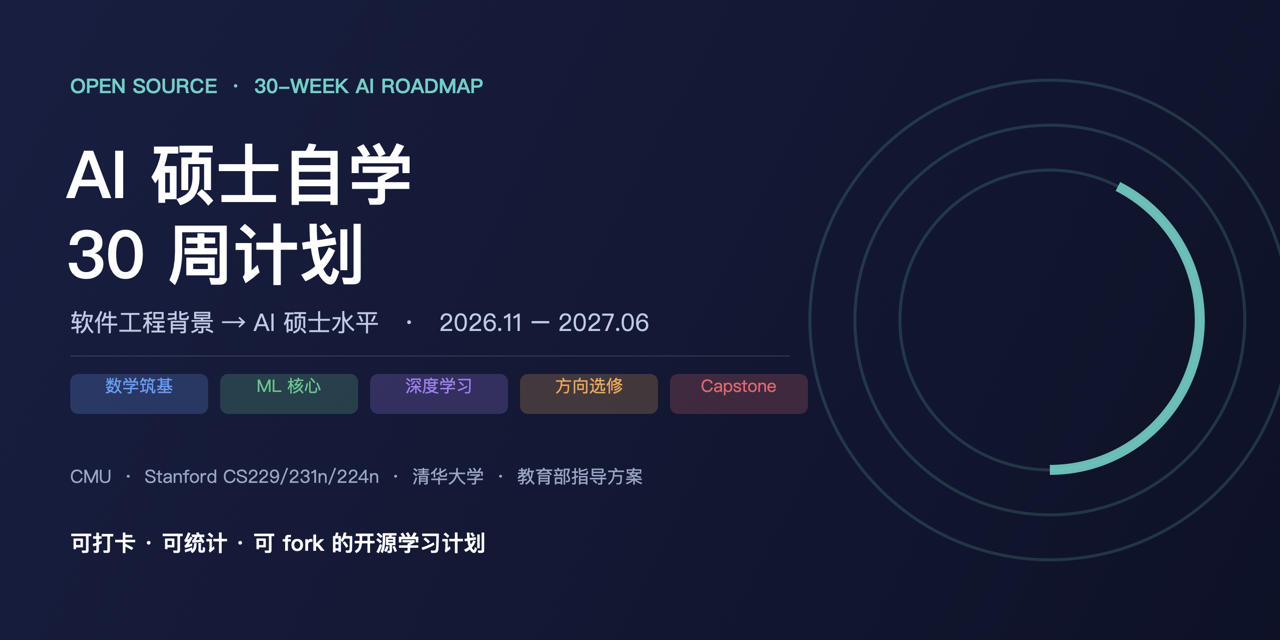 OPEN SOURCE · 30-WEEK AI ROADMAP
AI 硕士自学
30 周计划
软件工程背景 → AI 硕士水平 · 2026.11 — 2027.06
数学筑基 ML 核心 深度学习 方向选修 Capstone
CMU · Stanford CS229/231n/224n · 清华大学 · 教育部指导方案
可打卡 · 可统计 · 可 fork 的开源学习计划